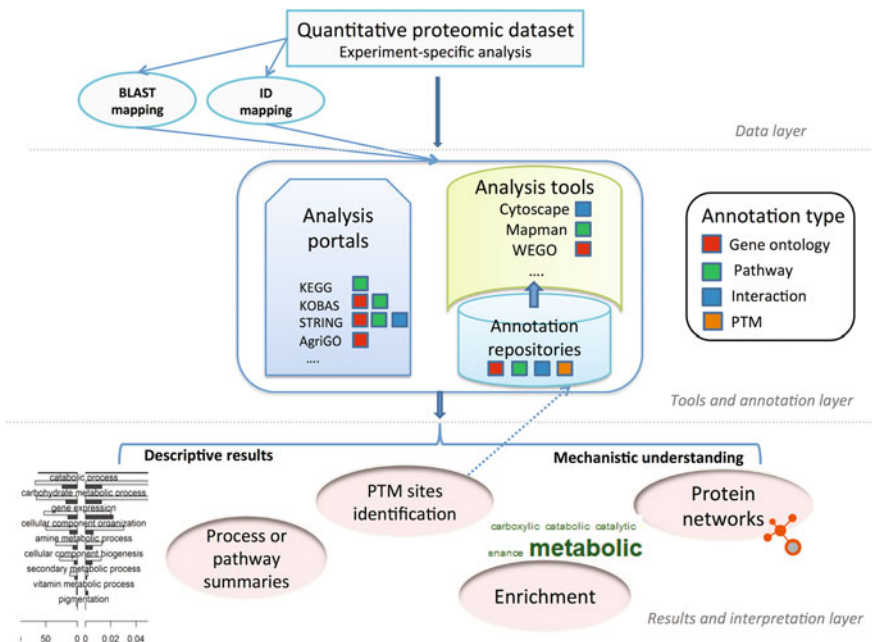 Quantitative proteomic dataset
Experiment-specific analysis
BLAST
mapping
ID
mapping
Data layer
Analysis
portals
KEGG
KOBAS
STRING
AgriGO
....
Analysis tools
Cytoscape
Mapman
WEGO
....
Annotation
repositories
Annotation type
Gene ontology
Pathway
Interaction
PTM
Tools and annotation layer
Descriptive results
Mechanistic understanding
catabolic process
carbohydrate metabolic process
gene expression
cellular component organization
amine metabolic process
cellular component biogenesis
secondary metabolic process
vitamin metabolic process
pigmentation
50 0 0 0.02 0.04
Process or
pathway
summaries
PTM sites
identification
carboxylic catabolic catalytic
enance metabolic
Enrichment
Protein
networks
Results and interpretation layer